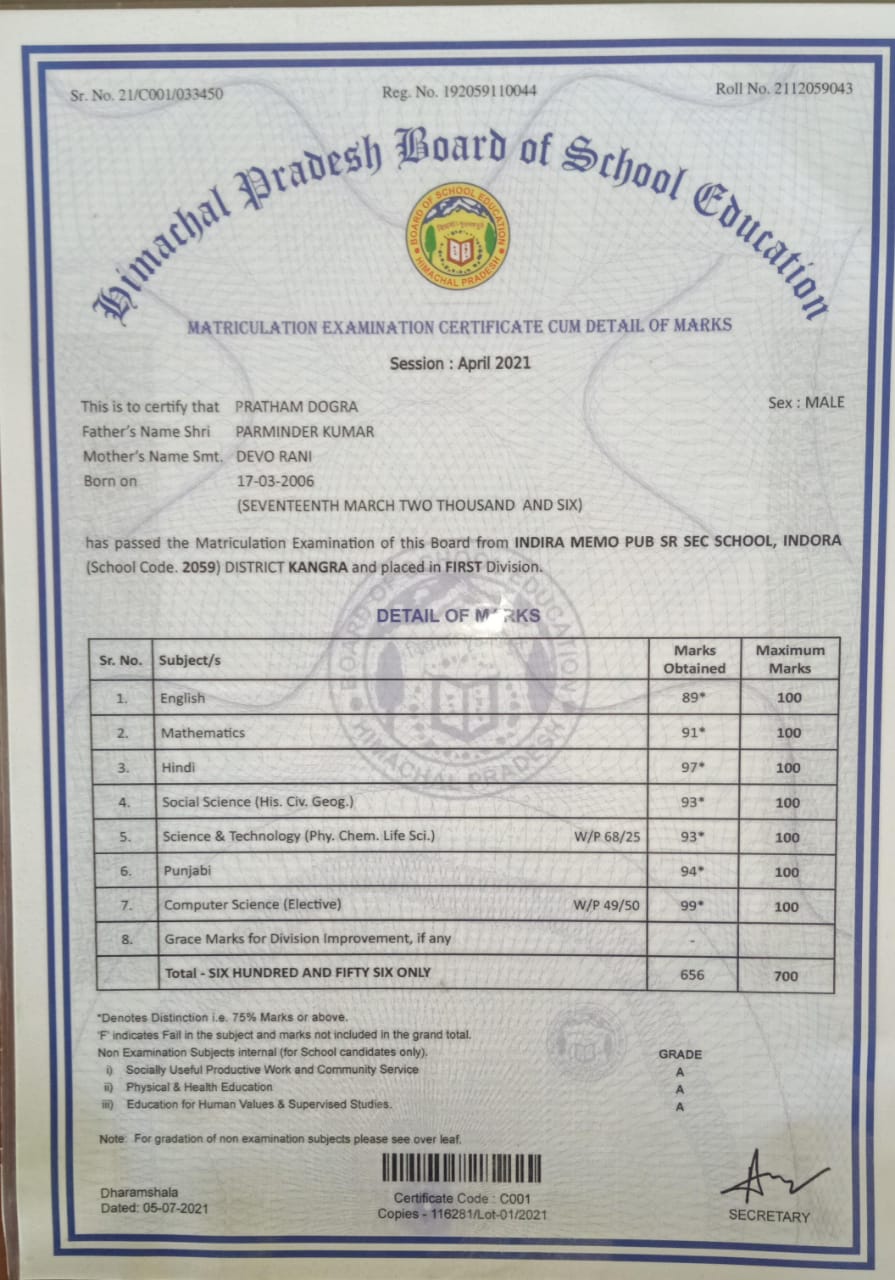 Sr. No. 21/C001/033450 Reg. No. 192059110044 Roll No. 2112059043
Himachal Pradesh Board of School Education
BOARD OF SCHOOL EDUCATION
HIMACHAL PRADESH
MATRICULATION EXAMINATION CERTIFICATE CUM DETAIL OF MARKS
Session : April 2021
This is to certify that PRATHAM DOGRA Sex : MALE
Father's Name Shri PARMINDER KUMAR
Mother's Name Smt. DEVO RANI
Born on 17-03-2006
(SEVENTEENTH MARCH TWO THOUSAND AND SIX)
has passed the Matriculation Examination of this Board from INDIRA MEMO PUB SR SEC SCHOOL, INDORA
(School Code. 2059) DISTRICT KANGRA and placed in FIRST Division.
DETAIL OF MARKS
Sr. No. Subject/s Marks Obtained Maximum Marks
1. English 89* 100
2. Mathematics 91* 100
3. Hindi 97* 100
4. Social Science (His. Civ. Geog.) 93* 100
5. Science & Technology (Phy. Chem. Life Sci.) W/P 68/25 93* 100
6. Punjabi 94* 100
7. Computer Science (Elective) W/P 49/50 99* 100
8. Grace Marks for Division Improvement, if any -
Total - SIX HUNDRED AND FIFTY SIX ONLY 656 700
*Denotes Distinction i.e. 75% Marks or above.
'F' indicates Fail in the subject and marks not included in the grand total.
Non Examination Subjects internal (for School candidates only). GRADE
i) Socially Useful Productive Work and Community Service A
ii) Physical & Health Education A
iii) Education for Human Values & Supervised Studies. A
Note: For gradation of non examination subjects please see over leaf.
Dharamshala
Dated: 05-07-2021
Certificate Code : C001
Copies - 116281/Lot-01/2021
SECRETARY